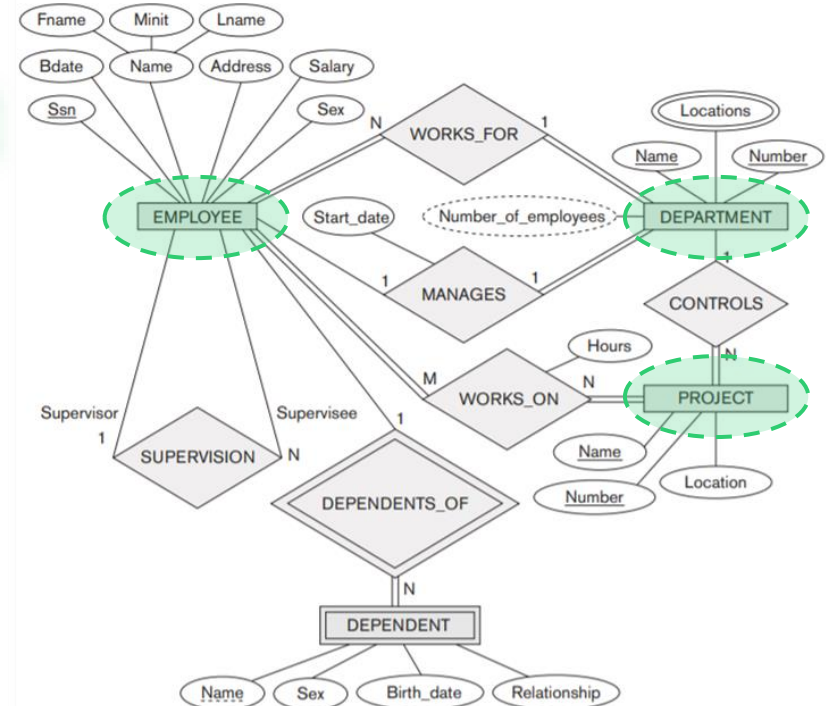 Fname
Minit
Lname
Bdate
Name
Address
Salary
Ssn
Sex
N
WORKS_FOR
1
Locations
Name
Number
EMPLOYEE
Start_date
Number_of_employees
DEPARTMENT
1
MANAGES
1
1
CONTROLS
N
Hours
M
WORKS_ON
N
PROJECT
Supervisor
1
Supervisee
N
SUPERVISION
1
Name
Number
Location
DEPENDENTS_OF
N
DEPENDENT
Name
Sex
Birth_date
Relationship